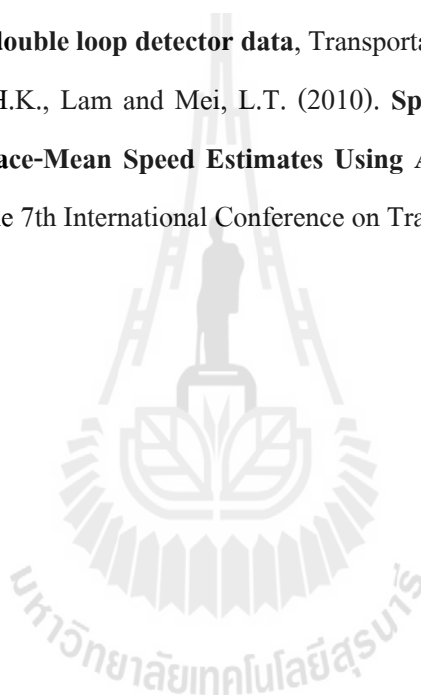 double loop detector data, Transporta
H.K., Lam and Mei, L.T. (2010). Sp
ace-Mean Speed Estimates Using A
e 7th International Conference on Tra
มหาวิทยาลัยเทคโนโลยีสุรนารี